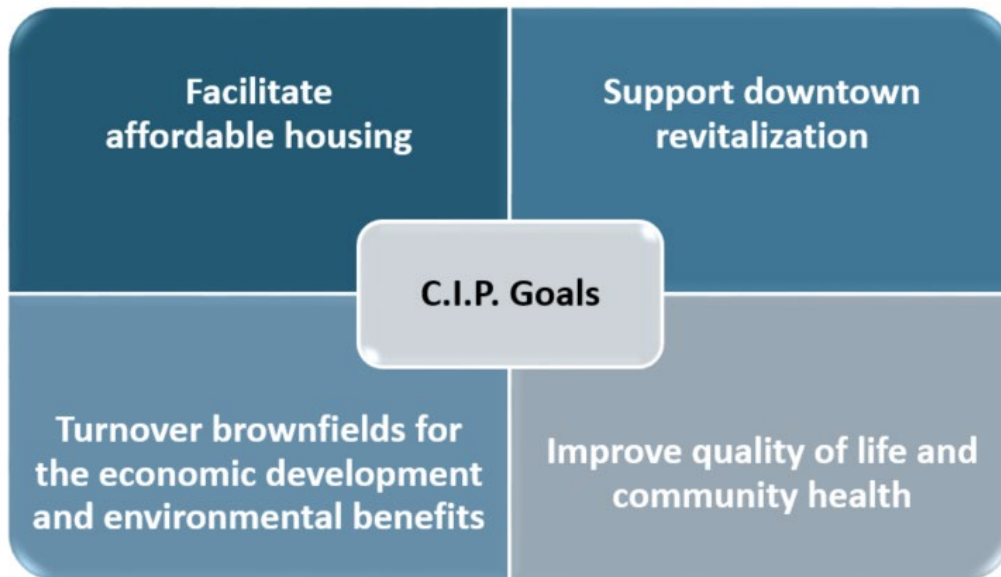 Facilitate
affordable housing
Support downtown
revitalization
C.I.P. Goals
Turnover brownfields for
the economic development
and environmental benefits
Improve quality of life and
community health